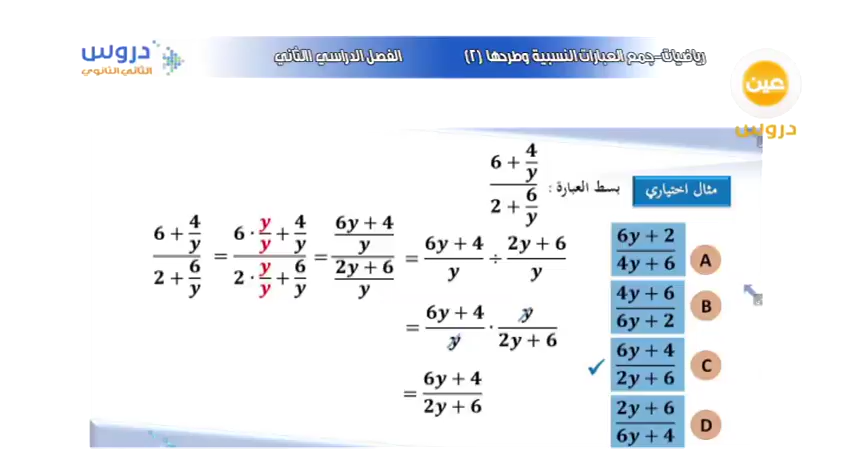 دروس
الثاني الثانوي
رياضيات-جمع العبارات النسبية وطرحها (٢) الفصل الدراسي الثاني
عين
دروس
مثال اختياري
بسط العبارة : (6 + 4/y)/(2 + 6/y)
(6 + 4/y)/(2 + 6/y) = (6 · y/y + 4/y)/(2 · y/y + 6/y) = ((6y + 4)/y)/((2y + 6)/y) = (6y + 4)/y ÷ (2y + 6)/y
= (6y + 4)/y · y/(2y + 6)
= (6y + 4)/(2y + 6)
(6y + 2)/(4y + 6) A
(4y + 6)/(6y + 2) B
✓ (6y + 4)/(2y + 6) C
(2y + 6)/(6y + 4) D